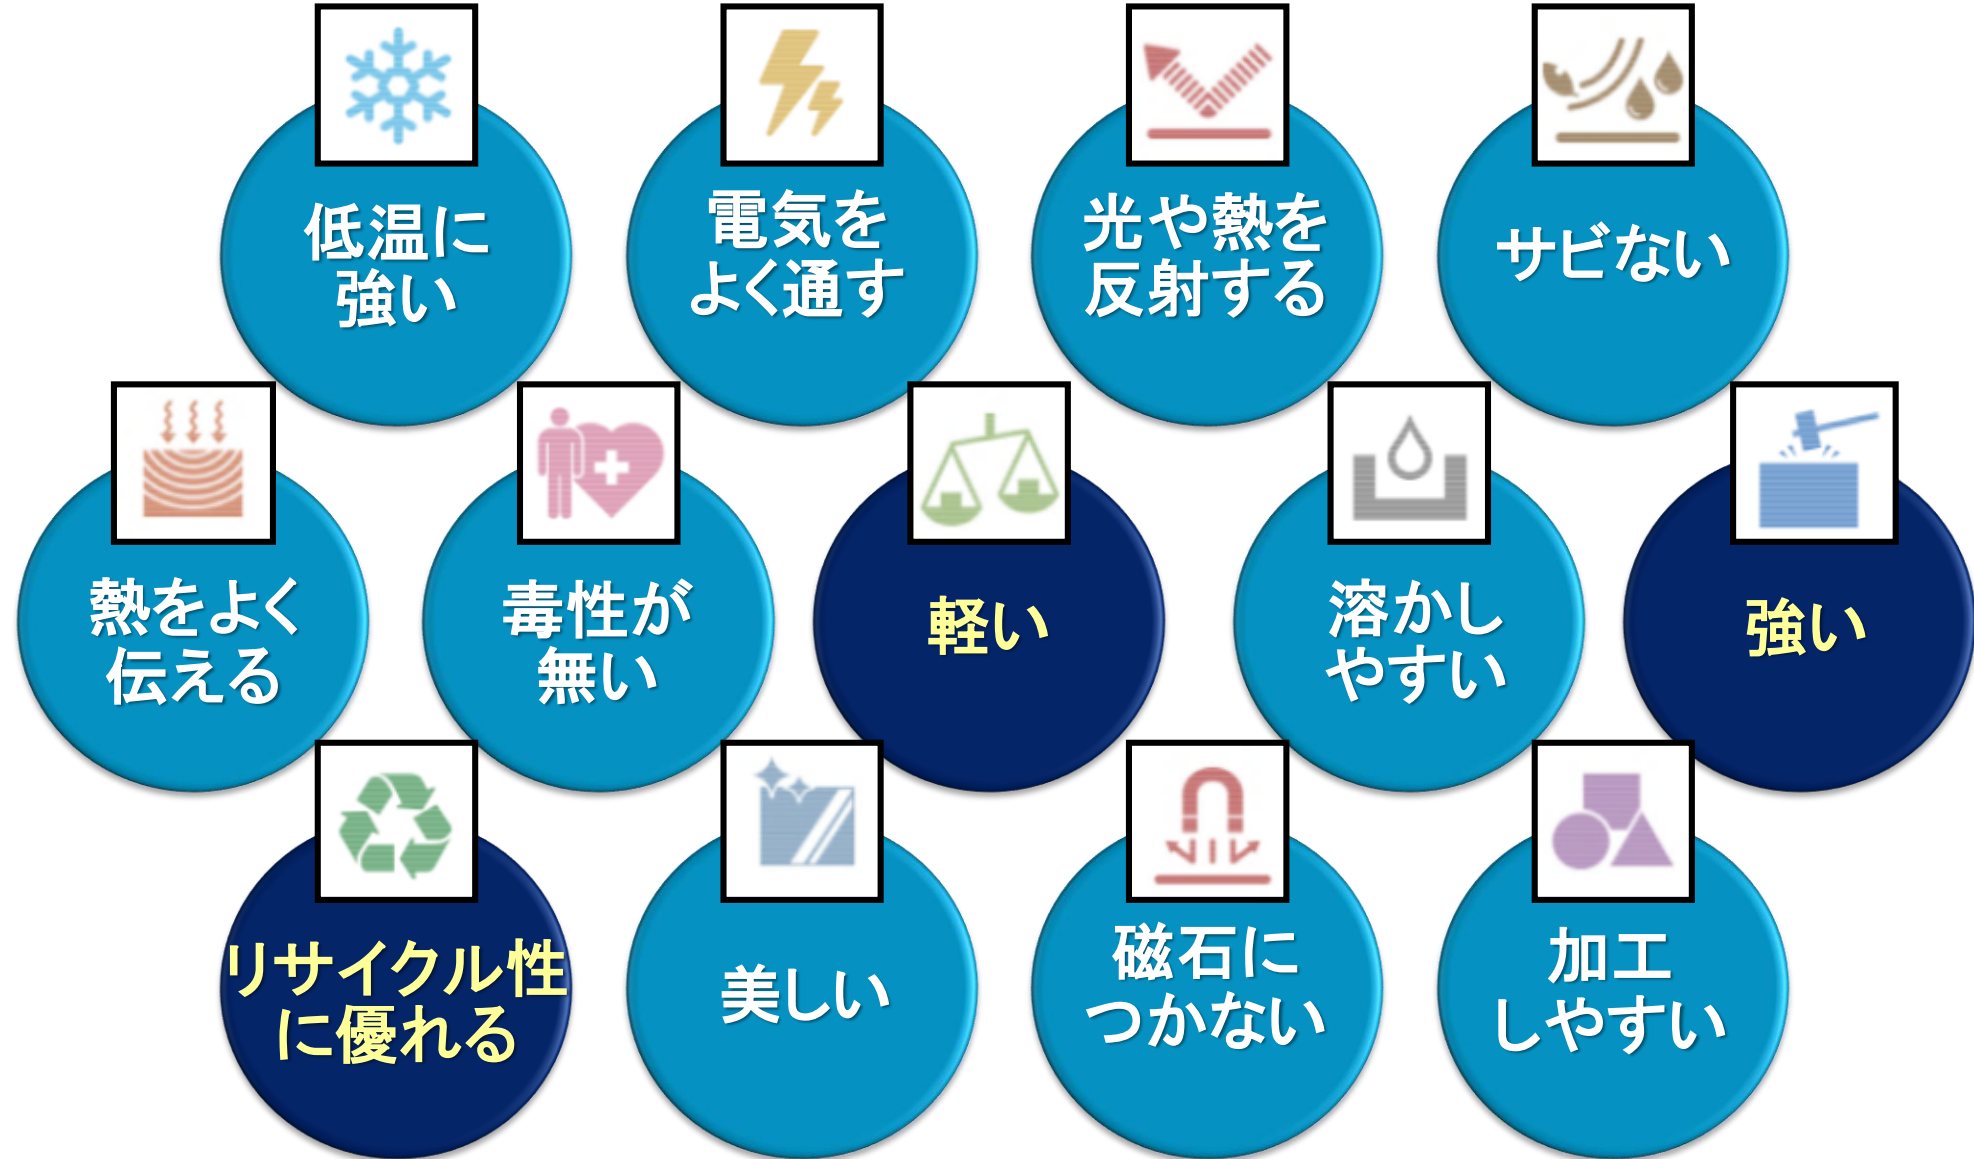 低温に
強い
電気を
よく通す
光や熱を
反射する
サビない
熱をよく
伝える
毒性が
無い
軽い
溶かし
やすい
強い
リサイクル性
に優れる
美しい
磁石に
つかない
加工
しやすい